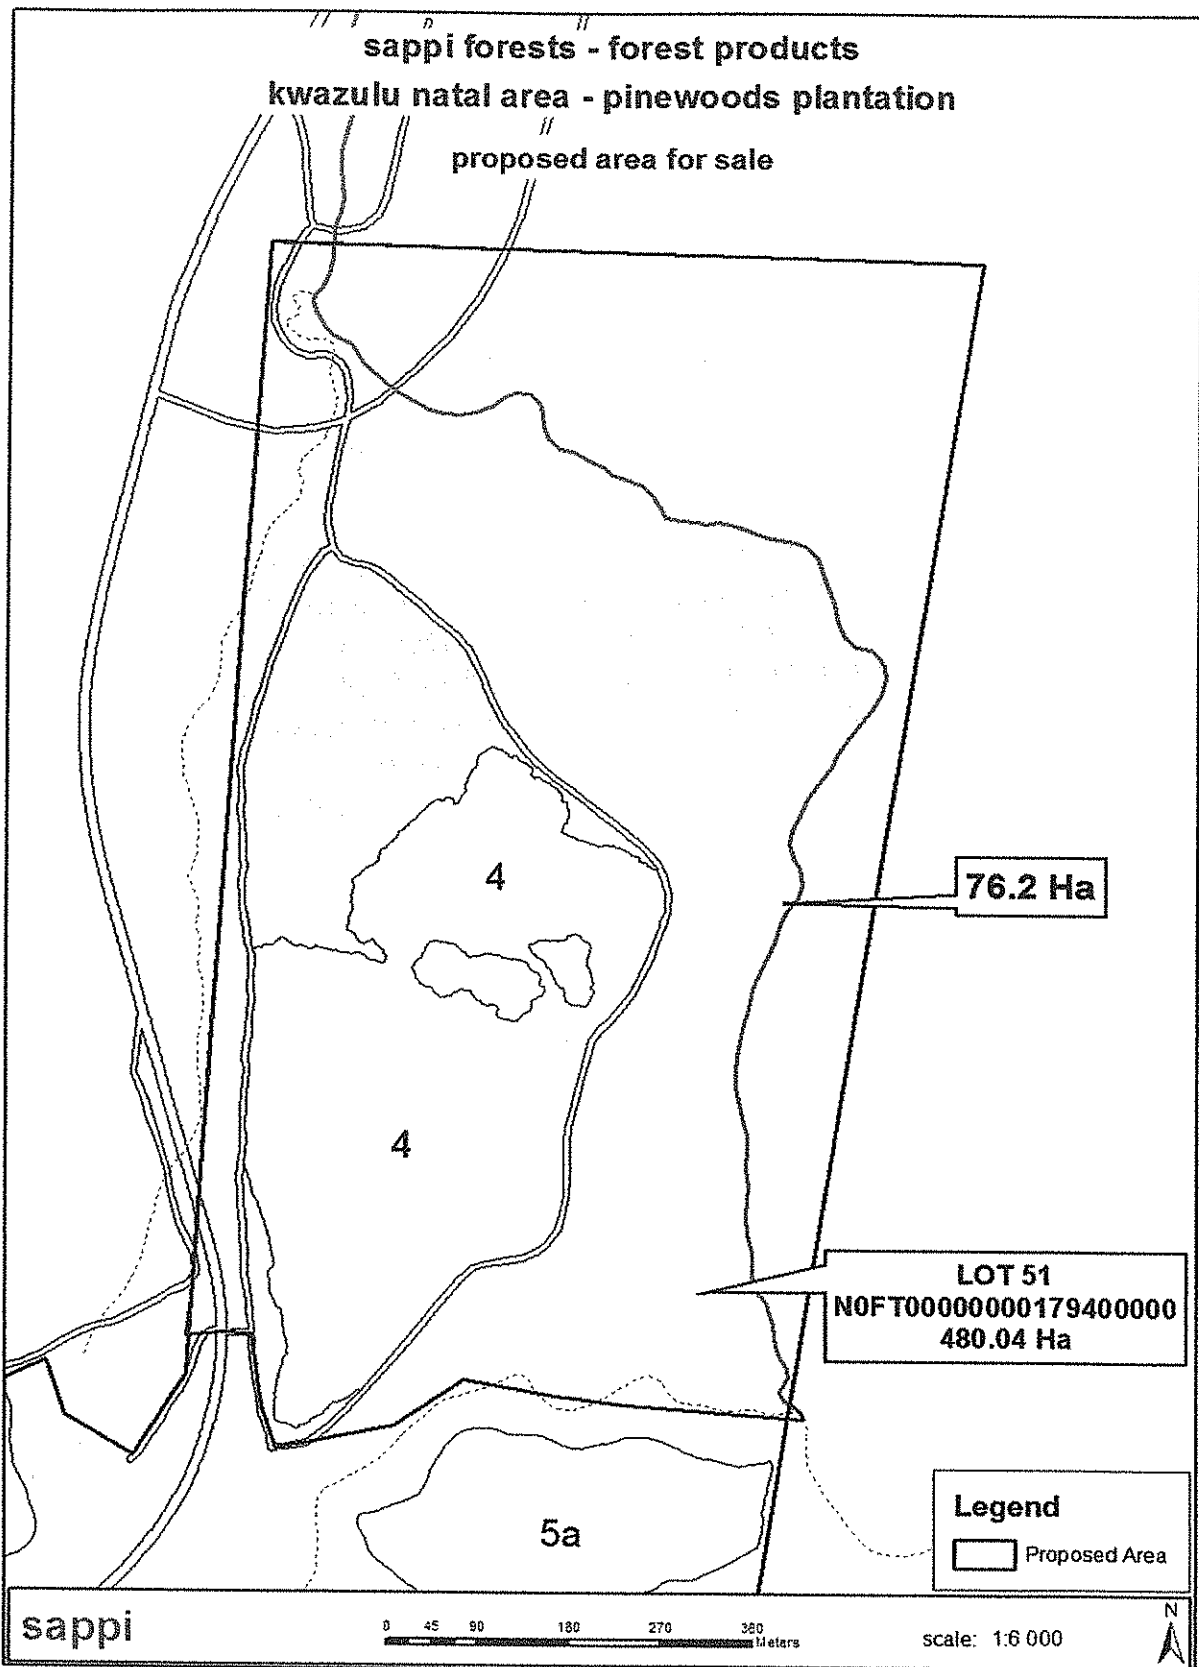 sappi forests - forest products
kwazulu natal area - pinewoods plantation
proposed area for sale
4
76.2 Ha
4
LOT 51
N0FT00000000179400000
480.04 Ha
5a
Legend
Proposed Area
sappi
0 45 90 180 270 360
Meters
scale: 1:6 000
N